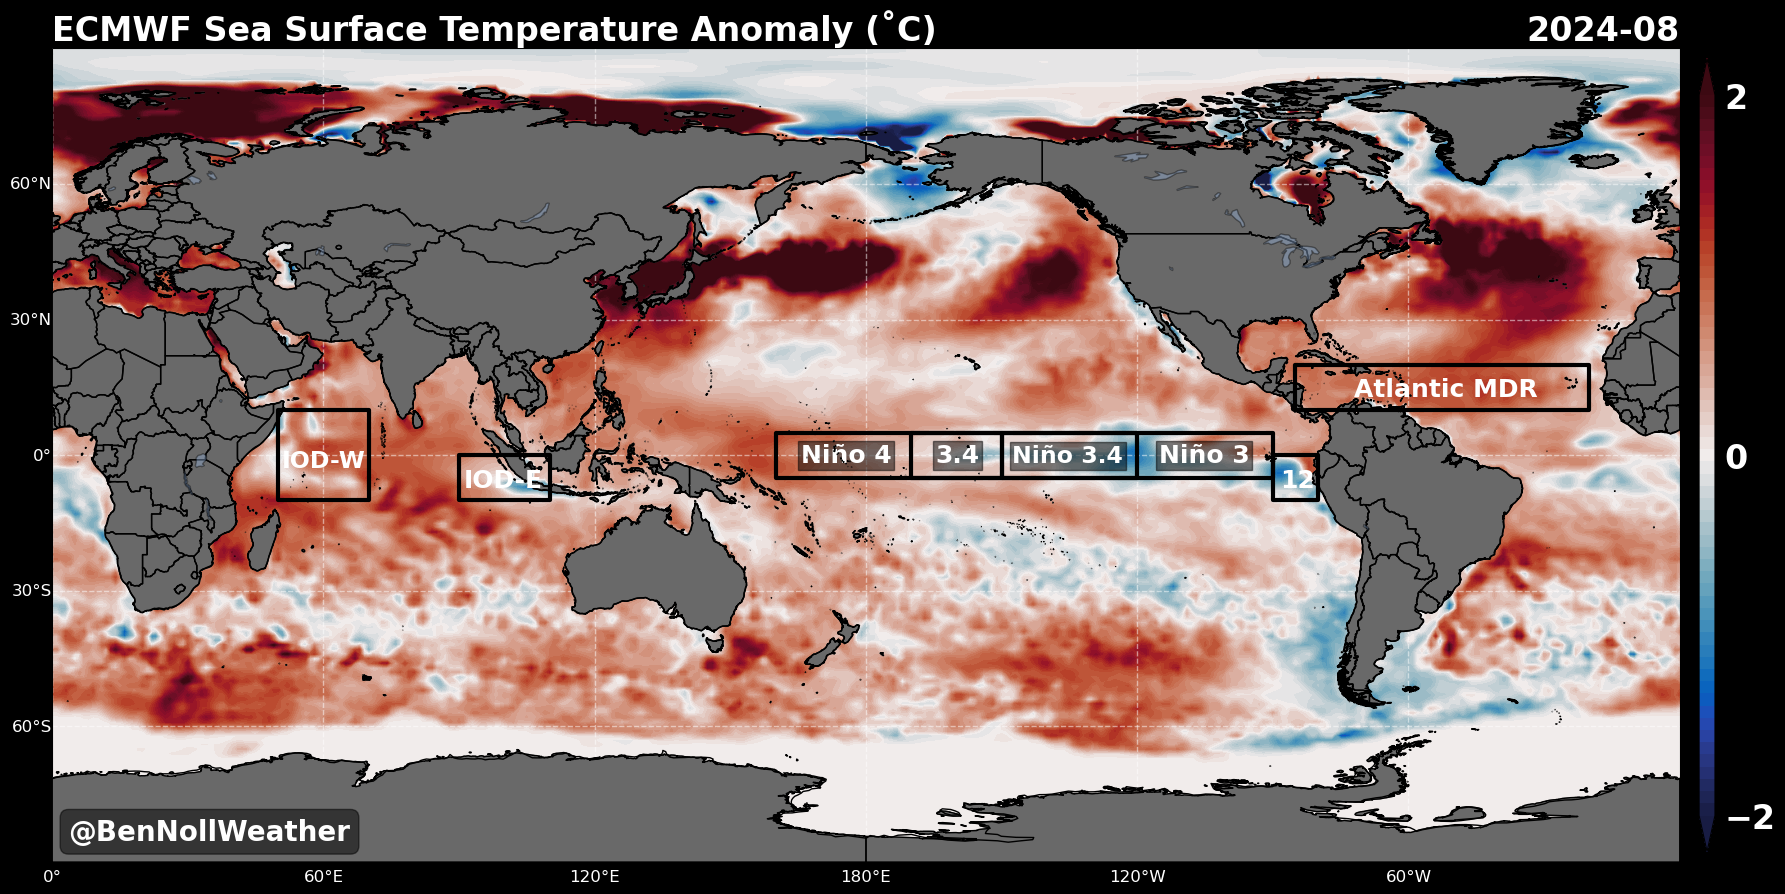 ECMWF Sea Surface Temperature Anomaly (˚C) 2024-08
2
60°N
30°N
Atlantic MDR
0° IOD-W Niño 4 3.4 Niño 3.4 Niño 3 0
IOD-E 12
30°S
60°S
−2
@BenNollWeather
0° 60°E 120°E 180°E 120°W 60°W